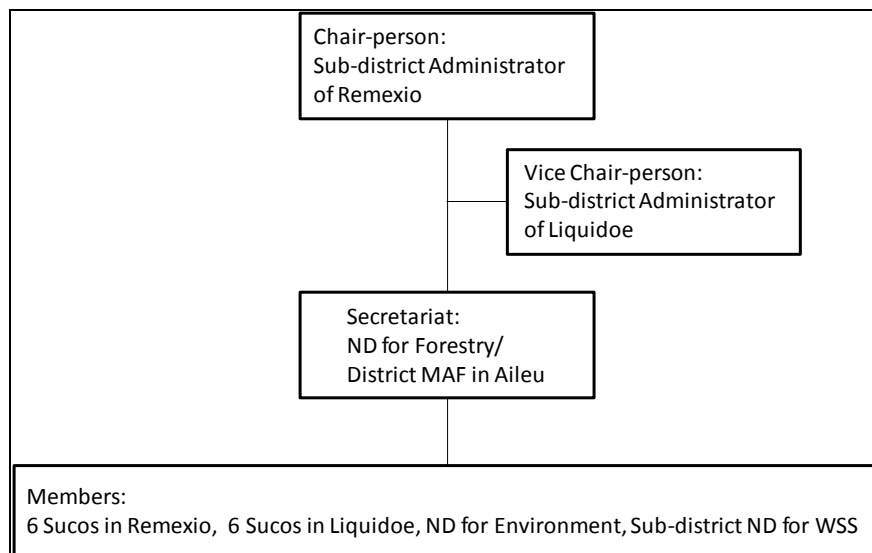 Chair-person:
Sub-district Administrator
of Remexio
Vice Chair-person:
Sub-district Administrator
of Liquidoe
Secretariat:
ND for Forestry/
District MAF in Aileu
Members:
6 Sucos in Remexio, 6 Sucos in Liquidoe, ND for Environment, Sub-district ND for WSS